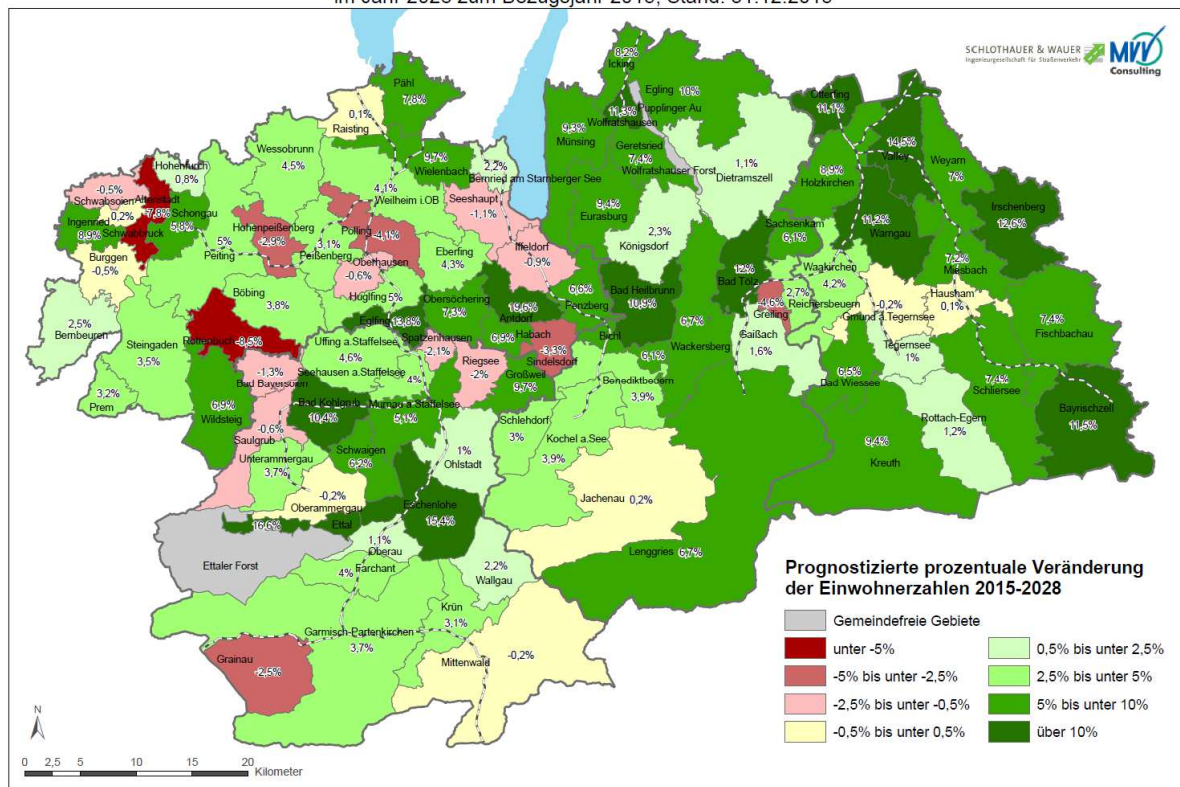 SCHLOTHAUER & WAUER
Ingenieurgesellschaft für Straßenverkehr
MVV
Consulting
8,2%
Icking
Egling 10%
Pupplinger Au
11,3%
Wolfratshausen
9,3%
Münsing
Geretsried
7,4%
Wolfratshauser Forst
9,4%
Eurasburg
1,1%
Dietramszell
2,3%
Königsdorf
Otterfing
11,1%
14,5%
Valley
Weyarn
7%
8,9%
Holzkirchen
Irschenberg
12,6%
11,2%
Warngau
7,2%
Miesbach
Sachsenkam
6,1%
Waakirchen
4,2%
2,7%
Reichersbeuern
-4,6%
Greiling
12%
Bad Tölz
Gaißach
1,6%
-0,2%
Gmund a.Tegernsee
Hausham
0,1%
7,4%
Fischbachau
Tegernsee
1%
6,5%
Bad Wiessee
7,4%
Schliersee
Rottach-Egern
1,2%
Bayrischzell
11,5%
9,4%
Kreuth
Pähl
7,8%
0,1%
Raisting
Wessobrunn
4,5%
9,7%
Wielenbach
2,2%
Bernried am Starnberger See
4,1%
Weilheim i.OB
Seeshaupt
-1,1%
Iffeldorf
-0,9%
Hohenfurch
0,8%
-0,5%
Schwabsoien
Altenstadt
-7,8%
0,2%
Schwabbruck
Schongau
5,8%
Ingenried
8,9%
Burggen
-0,5%
5%
Peiting
Hohenpeißenberg
-2,9%
3,1%
Peißenberg
Polling
-4,1%
Oberhausen
-0,6%
Huglfing 5%
Eberfing
4,3%
Böbing
3,8%
2,5%
Bernbeuren
Steingaden
3,5%
Rottenbuch -8,5%
3,2%
Prem
6,9%
Wildsteig
-1,3%
Bad Bayersoien
-0,6%
Saulgrub
Eglfing
13,8%
Obersöchering
7,3%
19,6%
Antdorf
6,6%
Penzberg
Bad Heilbrunn
10,9%
6,7%
Wackersberg
Uffing a.Staffelsee
4,6%
Spatzenhausen
-2,1%
6,9%
Habach
-3,3%
Sindelsdorf
Bichl
6,1%
Riegsee
-2%
Großweil
9,7%
Seehausen a.Staffelsee
4%
Benediktbeuern
3,9%
Bad Kohlgrub
10,4%
Murnau a.Staffelsee
5,1%
Schlehdorf
3%
Kochel a.See
3,9%
Schwaigen
6,2%
1%
Ohlstadt
Unterammergau
3,7%
-0,2%
Oberammergau
Jachenau 0,2%
Eschenlohe
15,4%
16,6%
Ettal
Ettaler Forst
1,1%
Oberau
4%
Farchant
2,2%
Wallgau
Lenggries 6,7%
Krün
3,1%
Garmisch-Partenkirchen
3,7%
Grainau
-2,5%
Mittenwald
-0,2%
Prognostizierte prozentuale Veränderung
der Einwohnerzahlen 2015-2028
Gemeindefreie Gebiete
unter -5%
-5% bis unter -2,5%
-2,5% bis unter -0,5%
-0,5% bis unter 0,5%
0,5% bis unter 2,5%
2,5% bis unter 5%
5% bis unter 10%
über 10%
N
0 2,5 5 10 15 20
Kilometer